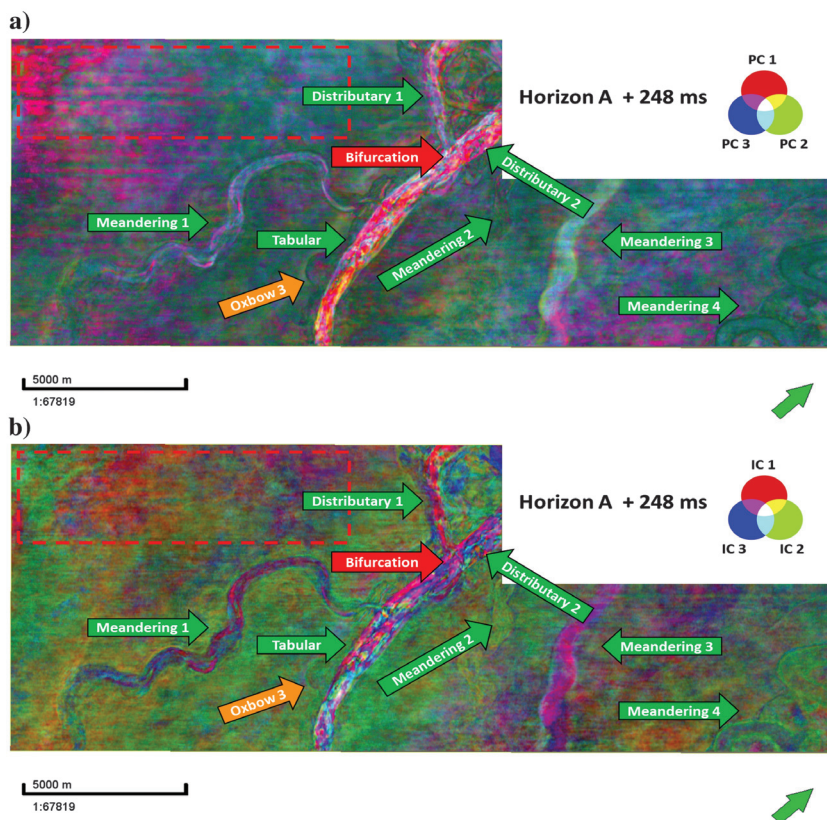 a)
PC 1
Distributary 1
Horizon A + 248 ms
PC 3
PC 2
Bifurcation
Distributary 2
Meandering 1
Tabular
Meandering 2
Meandering 3
Oxbow 3
Meandering 4
5000 m
1:67819
b)
IC 1
Distributary 1
Horizon A + 248 ms
IC 3
IC 2
Bifurcation
Distributary 2
Meandering 1
Tabular
Meandering 2
Meandering 3
Oxbow 3
Meandering 4
5000 m
1:67819